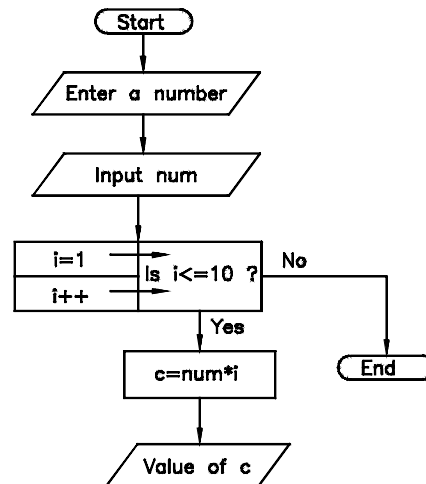 Start
Enter a number
Input num
i=1
i++
Is i<=10 ?
No
Yes
c=num*i
End
Value of c